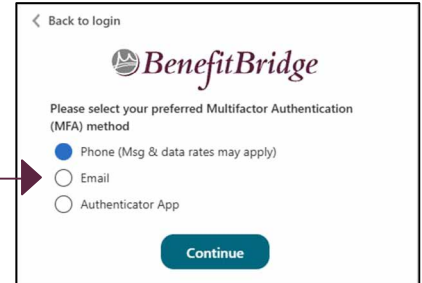 Back to login
BenefitBridge
Please select your preferred Multifactor Authentication
(MFA) method
Phone (Msg & data rates may apply)
Email
Authenticator App
Continue